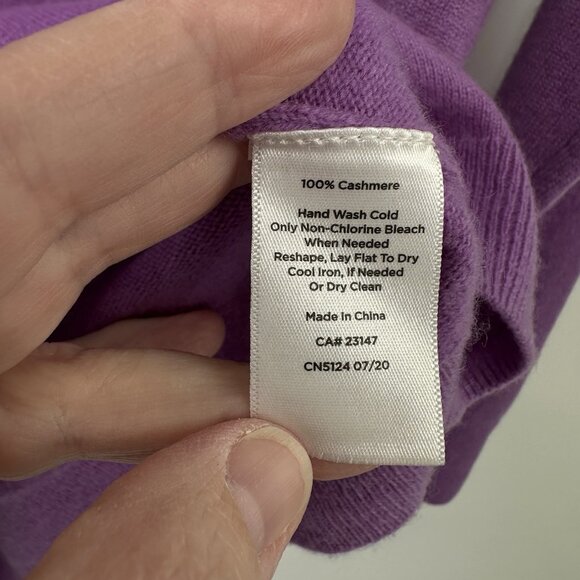 100% Cashmere
Hand Wash Cold
Only Non-Chlorine Bleach
When Needed
Reshape, Lay Flat To Dry
Cool Iron, If Needed
Or Dry Clean
Made in China
CA# 23147
CN5124 07/20